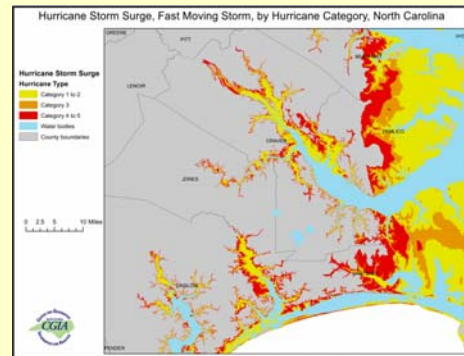 Hurricane Storm Surge, Fast Moving Storm, by Hurricane Category, North Carolina
GREENE
PITT
LENOIR
CRAVEN
PAMLICO
JONES
ONSLOW
PENDER
Hurricane Storm Surge
Hurricane Type
Category 1 to 2
Category 3
Category 4 to 5
Water bodies
County boundaries
0 2.5 5 10 Miles
CGIA